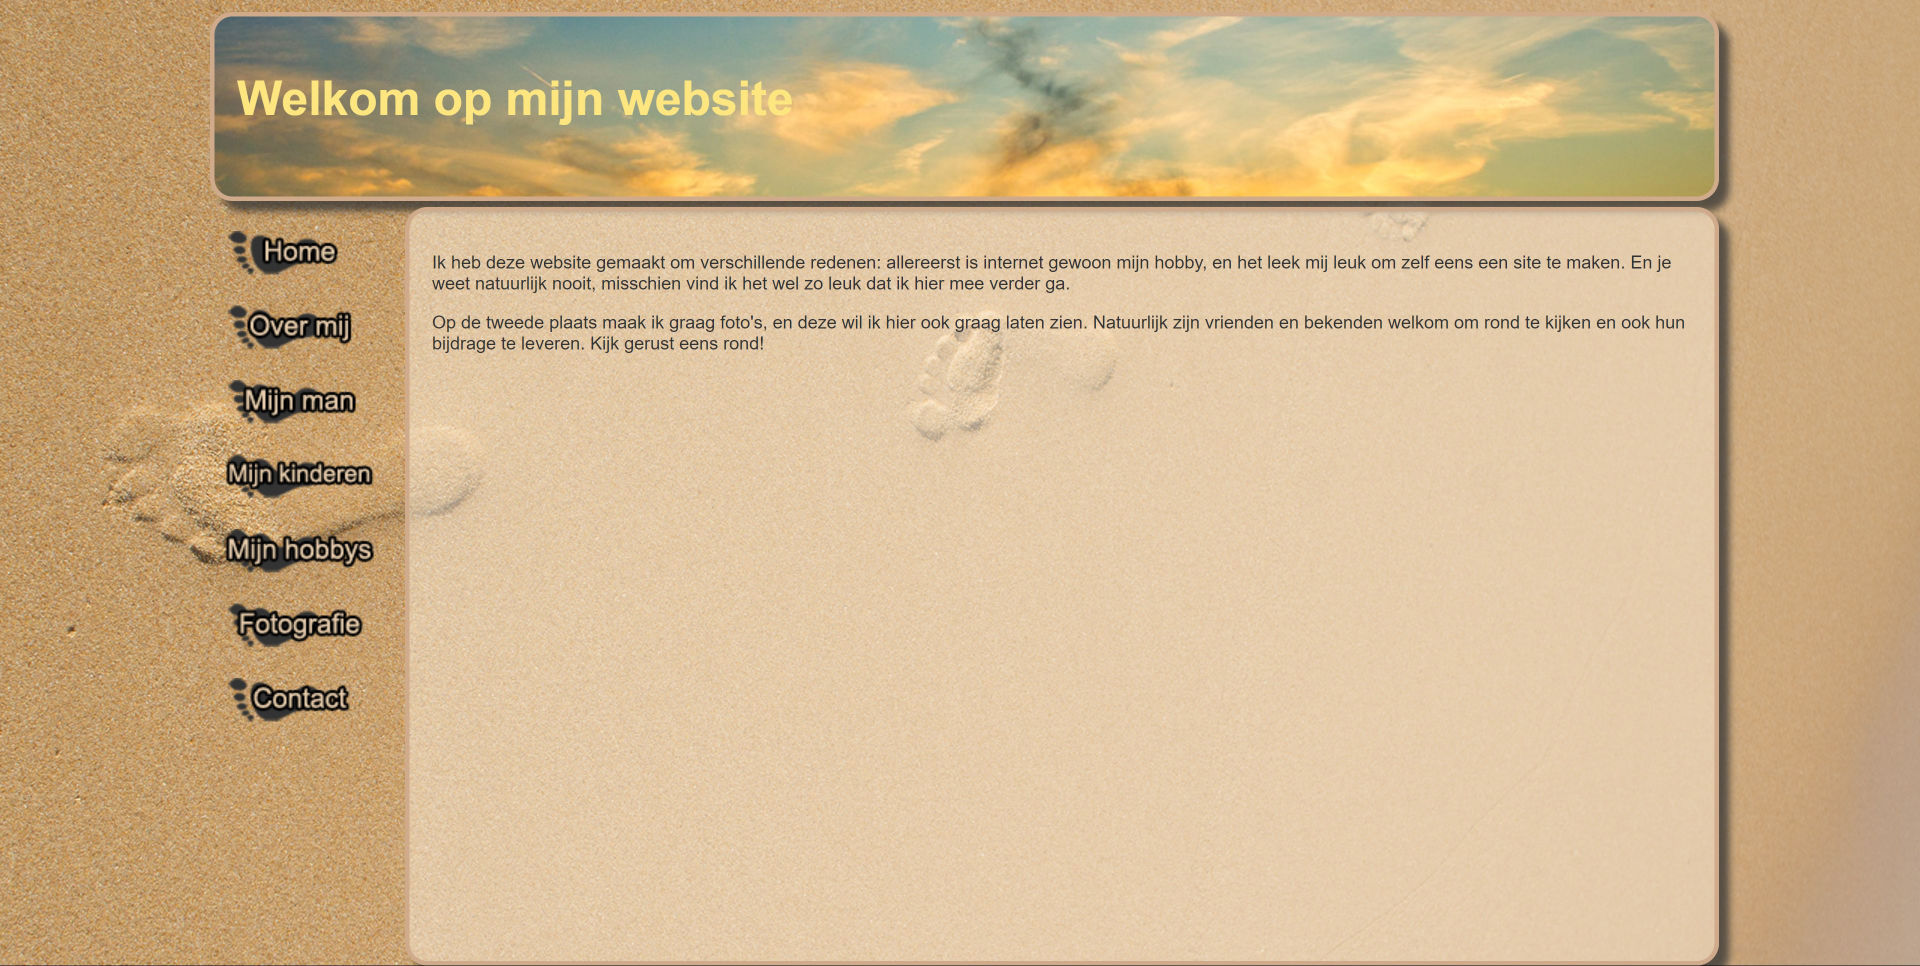 Welkom op mijn website
Home
Over mij
Mijn man
Mijn kinderen
Mijn hobbys
Fotografie
Contact
Ik heb deze website gemaakt om verschillende redenen: allereerst is internet gewoon mijn hobby, en het leek mij leuk om zelf eens een site te maken. En je
weet natuurlijk nooit, misschien vind ik het wel zo leuk dat ik hier mee verder ga.
Op de tweede plaats maak ik graag foto's, en deze wil ik hier ook graag laten zien. Natuurlijk zijn vrienden en bekenden welkom om rond te kijken en ook hun
bijdrage te leveren. Kijk gerust eens rond!